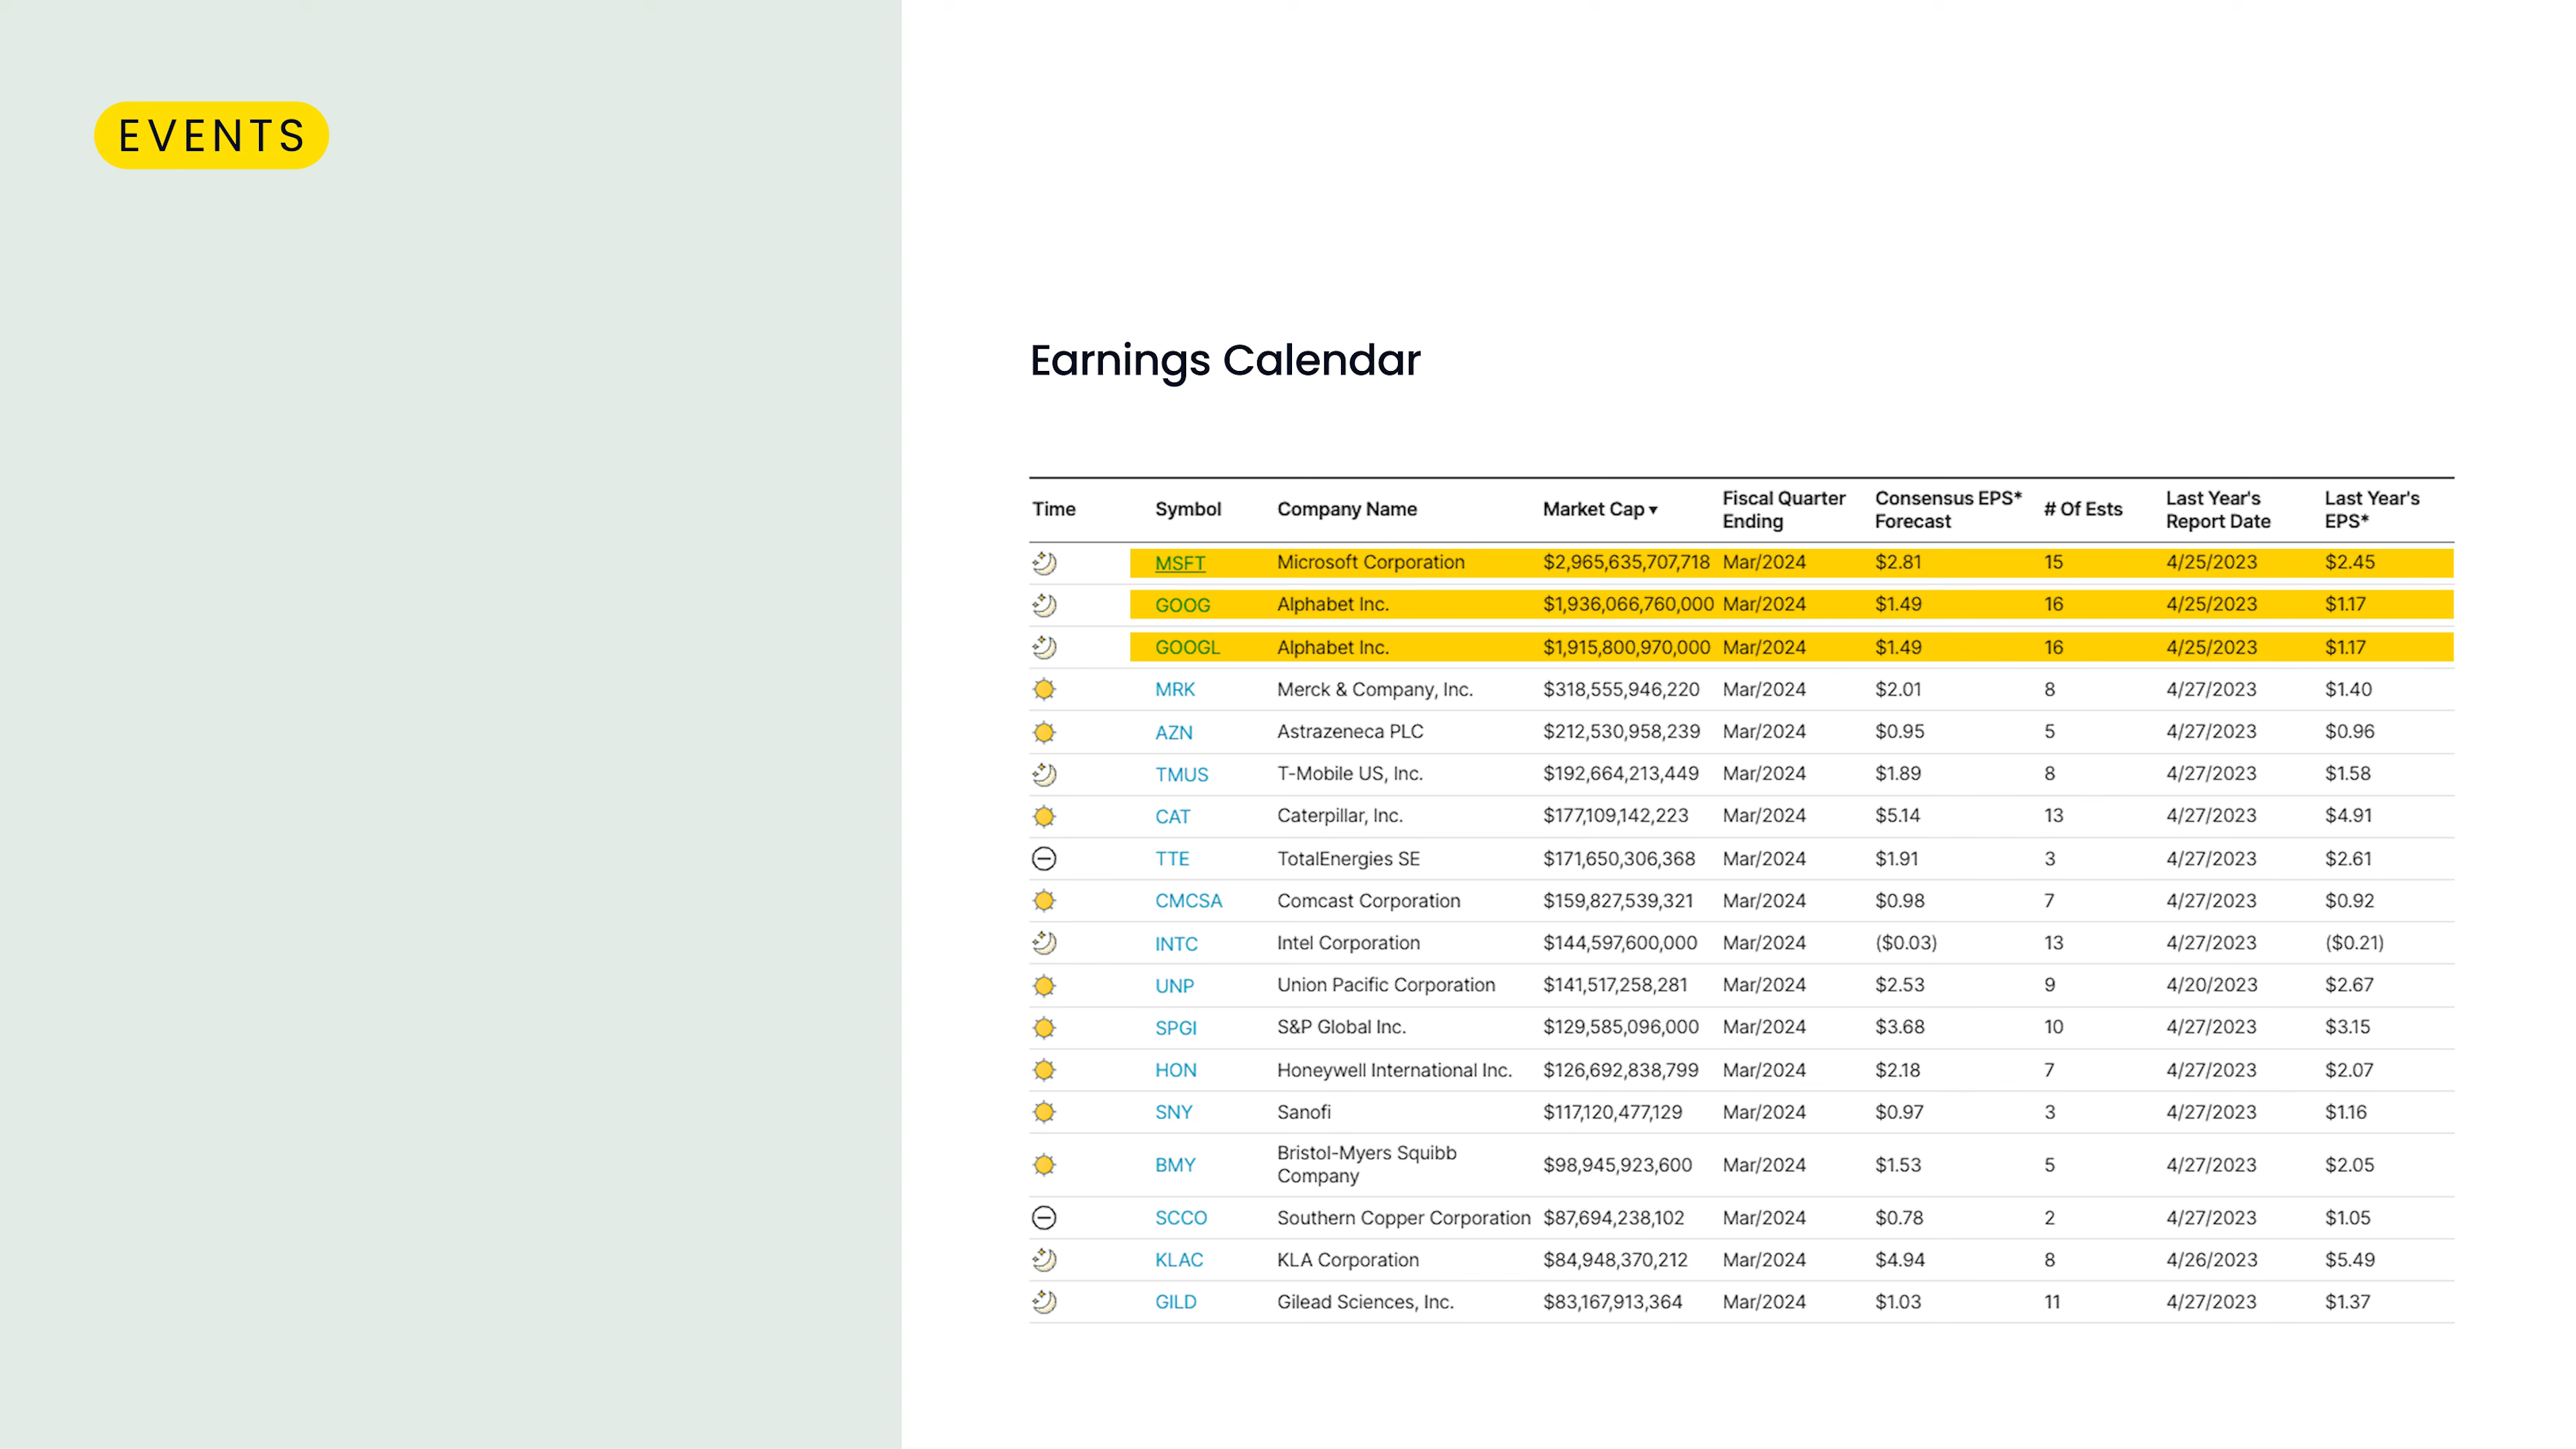 EVENTS
Earnings Calendar
Time Symbol Company Name Market Cap ▾ Fiscal Quarter Ending Consensus EPS* Forecast # Of Ests Last Year's Report Date Last Year's EPS*
MSFT Microsoft Corporation $2,965,635,707,718 Mar/2024 $2.81 15 4/25/2023 $2.45
GOOG Alphabet Inc. $1,936,066,760,000 Mar/2024 $1.49 16 4/25/2023 $1.17
GOOGL Alphabet Inc. $1,915,800,970,000 Mar/2024 $1.49 16 4/25/2023 $1.17
MRK Merck & Company, Inc. $318,555,946,220 Mar/2024 $2.01 8 4/27/2023 $1.40
AZN Astrazeneca PLC $212,530,958,239 Mar/2024 $0.95 5 4/27/2023 $0.96
TMUS T-Mobile US, Inc. $192,664,213,449 Mar/2024 $1.89 8 4/27/2023 $1.58
CAT Caterpillar, Inc. $177,109,142,223 Mar/2024 $5.14 13 4/27/2023 $4.91
TTE TotalEnergies SE $171,650,306,368 Mar/2024 $1.91 3 4/27/2023 $2.61
CMCSA Comcast Corporation $159,827,539,321 Mar/2024 $0.98 7 4/27/2023 $0.92
INTC Intel Corporation $144,597,600,000 Mar/2024 ($0.03) 13 4/27/2023 ($0.21)
UNP Union Pacific Corporation $141,517,258,281 Mar/2024 $2.53 9 4/20/2023 $2.67
SPGI S&P Global Inc. $129,585,096,000 Mar/2024 $3.68 10 4/27/2023 $3.15
HON Honeywell International Inc. $126,692,838,799 Mar/2024 $2.18 7 4/27/2023 $2.07
SNY Sanofi $117,120,477,129 Mar/2024 $0.97 3 4/27/2023 $1.16
BMY Bristol-Myers Squibb Company $98,945,923,600 Mar/2024 $1.53 5 4/27/2023 $2.05
SCCO Southern Copper Corporation $87,694,238,102 Mar/2024 $0.78 2 4/27/2023 $1.05
KLAC KLA Corporation $84,948,370,212 Mar/2024 $4.94 8 4/26/2023 $5.49
GILD Gilead Sciences, Inc. $83,167,913,364 Mar/2024 $1.03 11 4/27/2023 $1.37